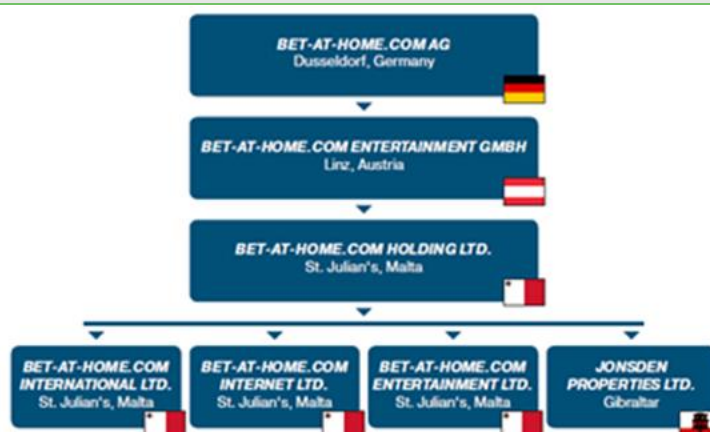 BET-AT-HOME.COM AG
Dusseldorf, Germany
BET-AT-HOME.COM ENTERTAINMENT GMBH
Linz, Austria
BET-AT-HOME.COM HOLDING LTD.
St. Julian's, Malta
BET-AT-HOME.COM
INTERNATIONAL LTD.
St. Julian's, Malta
BET-AT-HOME.COM
INTERNET LTD.
St. Julian's, Malta
BET-AT-HOME.COM
ENTERTAINMENT LTD.
St. Julian's, Malta
JONSDEN
PROPERTIES LTD.
Gibraltar